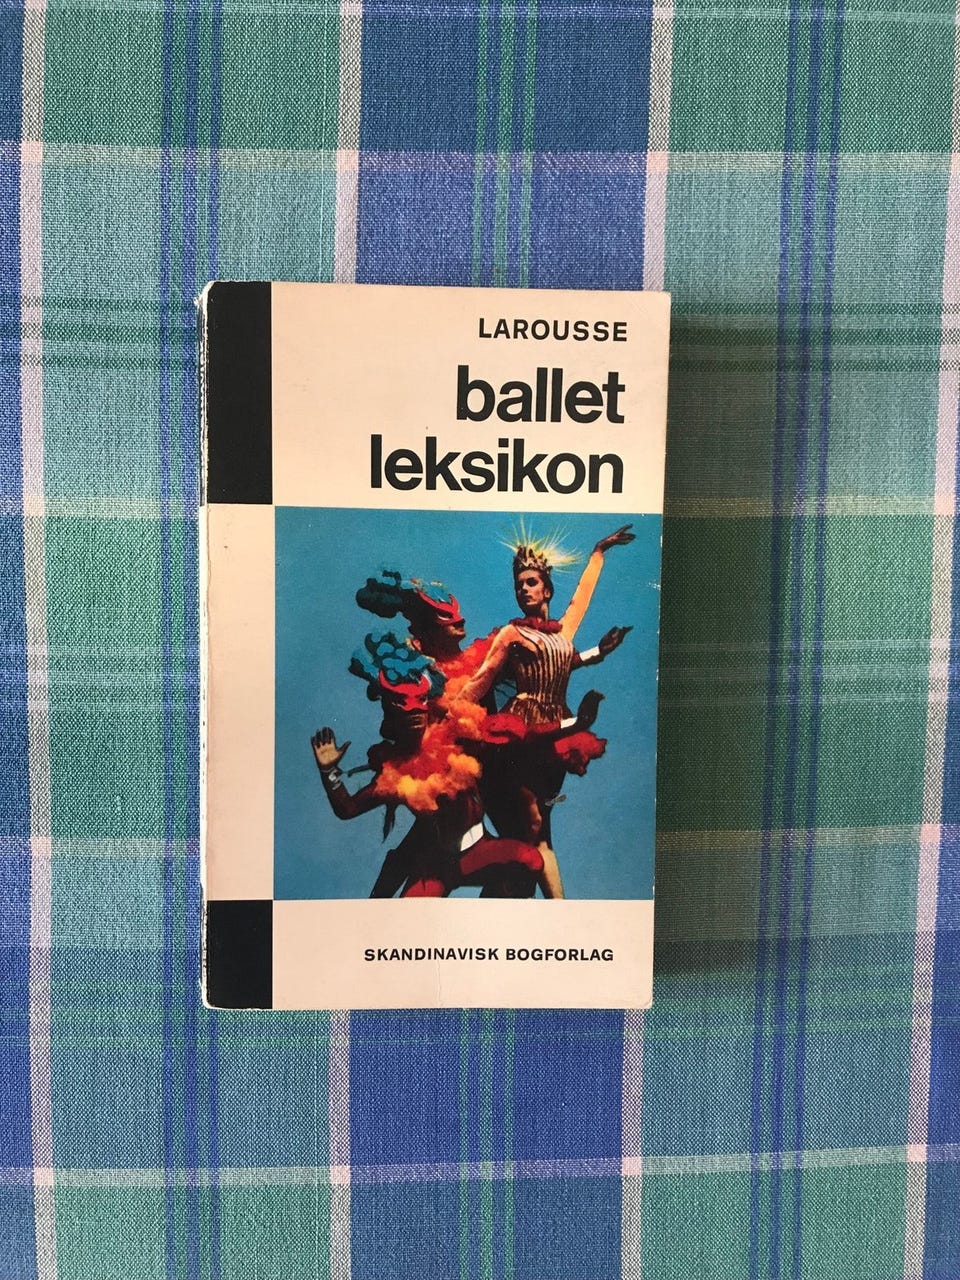 LAROUSSE
ballet
leksikon
SKANDINAVISK BOGFORLAG